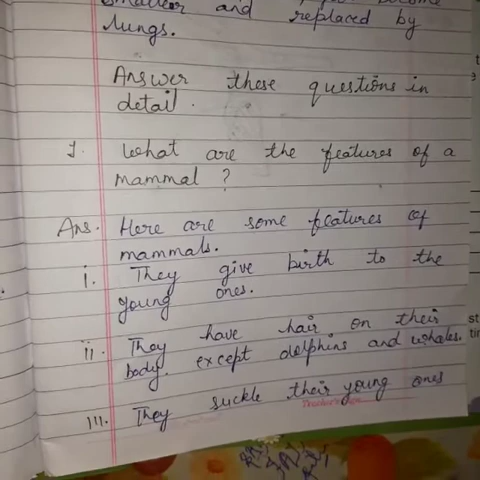 smaller and replaced by
lungs.
Answer these questions in
detail.
1. What are the features of a
mammal ?
Ans. Here are some features of
mammals.
i. They give birth to the
young ones.
ii. They have hair on their
body. except dolphins and whales.
iii. They suckle their young ones